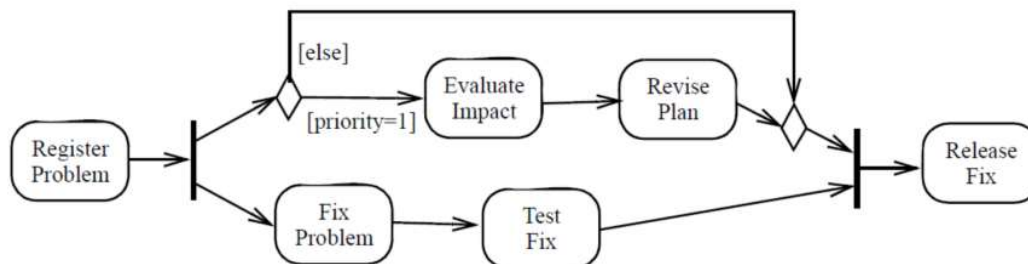 [else]
Evaluate
Impact
Revise
Plan
[priority=1]
Register
Problem
Release
Fix
Fix
Problem
Test
Fix